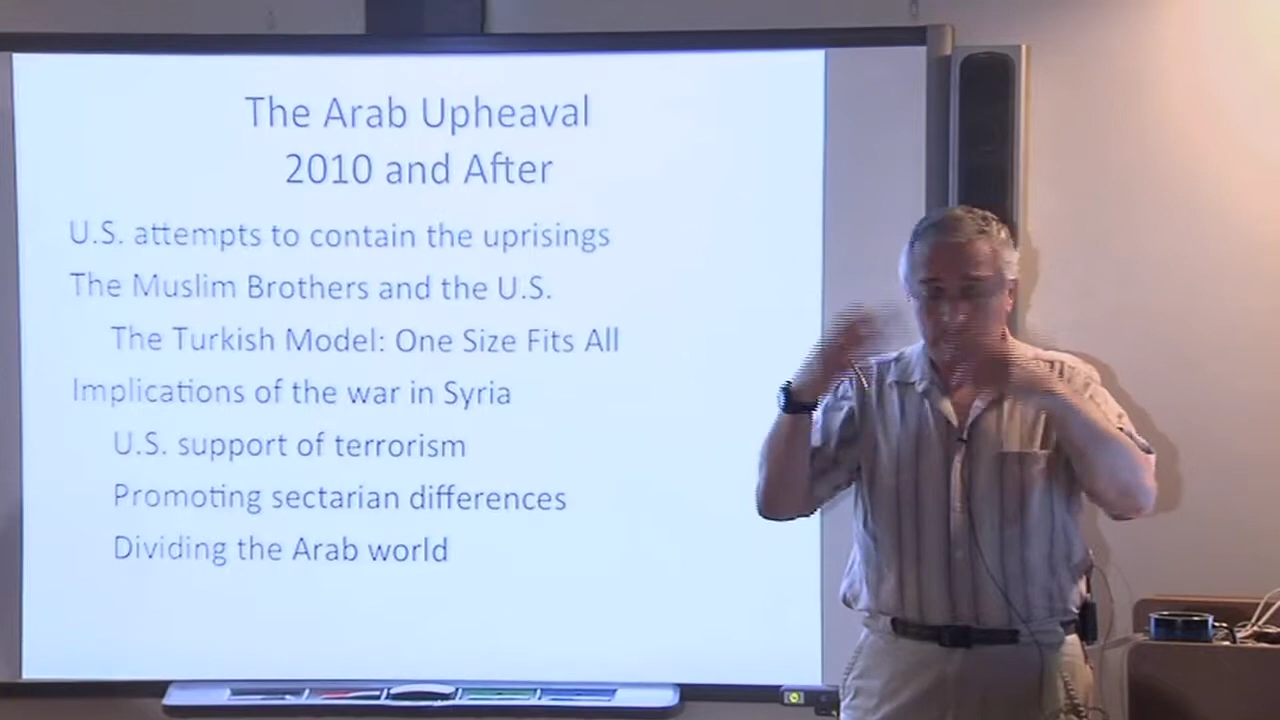 The Arab Upheaval
2010 and After
U.S. attempts to contain the uprisings
The Muslim Brothers and the U.S.
The Turkish Model: One Size Fits All
Implications of the war in Syria
U.S. support of terrorism
Promoting sectarian differences
Dividing the Arab world